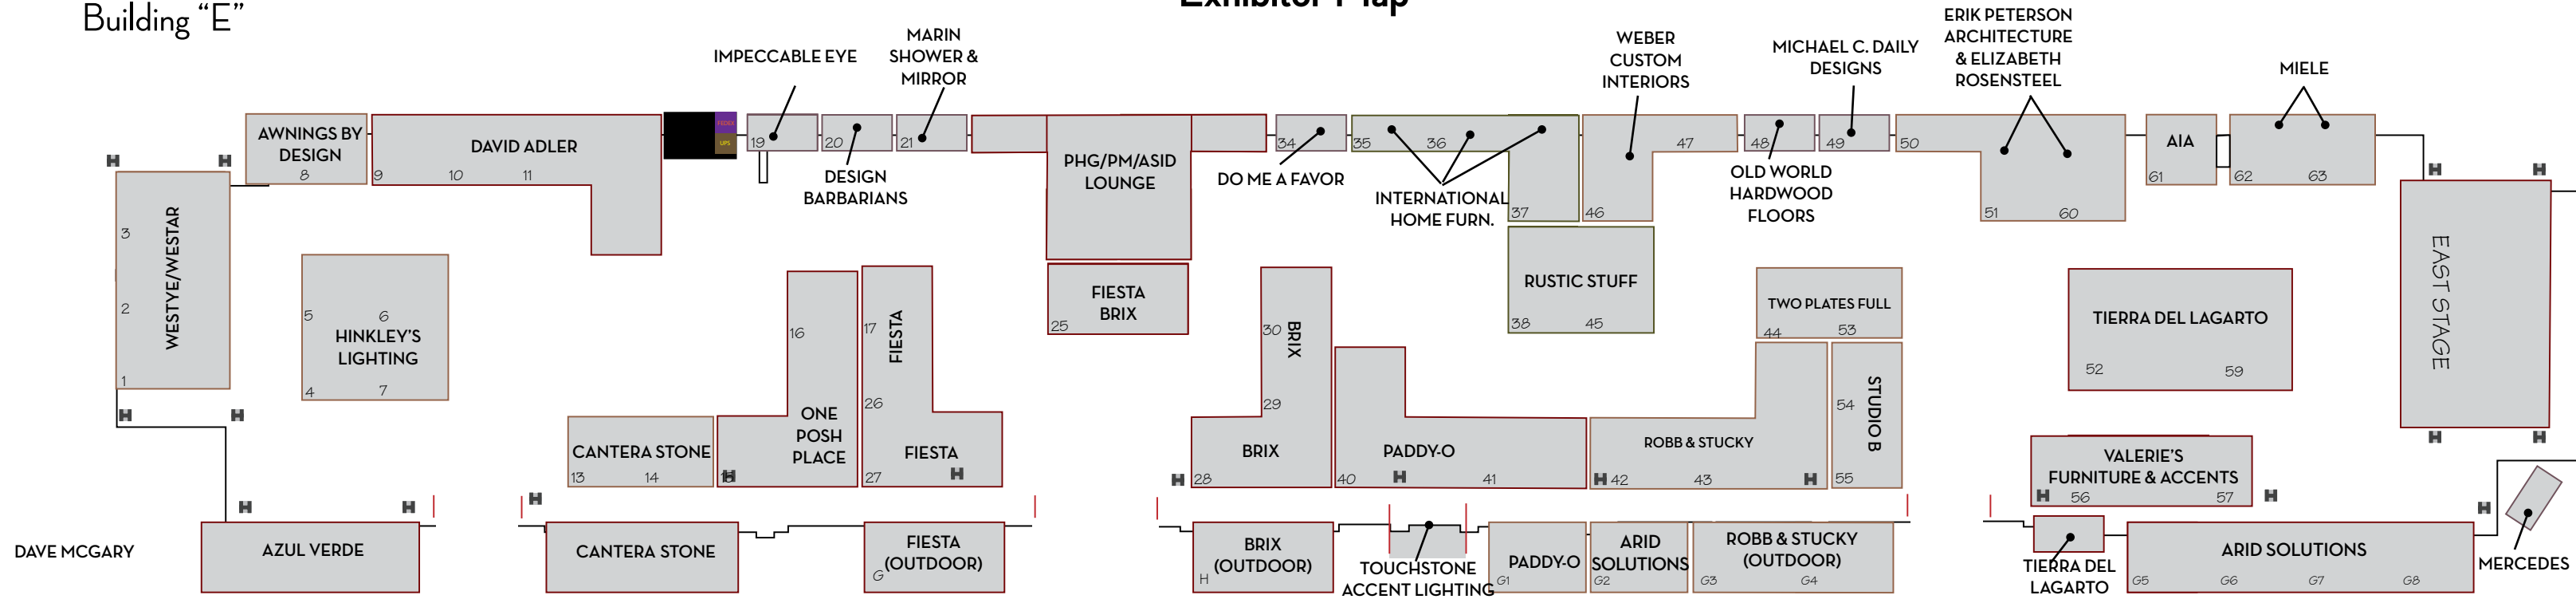 Exhibitor Map
Building “E”
IMPECCABLE EYE
MARIN
SHOWER &
MIRROR
WEBER
CUSTOM
INTERIORS
MICHAEL C. DAILY
DESIGNS
ERIK PETERSON
ARCHITECTURE
& ELIZABETH
ROSENSTEEL
MIELE
AWNINGS BY
DESIGN
8
DAVID ADLER
9 10 11
FEDEX
UPS
19
20
21
DESIGN
BARBARIANS
PHG/PM/ASID
LOUNGE
34
DO ME A FAVOR
35 36
INTERNATIONAL
HOME FURN.
37
46
47
48
OLD WORLD
HARDWOOD
FLOORS
49
50
51 60
AIA
61
62 63
H H
WESTYE/WESTAR
3
2
1
H H
HINKLEY’S
LIGHTING
5 6
4 7
16
ONE
POSH
PLACE
H
17
FIESTA
26
FIESTA
27 H
CANTERA STONE
13 14
FIESTA
BRIX
25
30
BRIX
29
BRIX
H 28
PADDY-O
40 H 41
RUSTIC STUFF
38 45
TWO PLATES FULL
44 53
ROBB & STUCKY
H 42 43 H
STUDIO B
54
55
TIERRA DEL LAGARTO
52 59
H H
EAST STAGE
H H
VALERIE’S
FURNITURE & ACCENTS
H 56 57 H
H H
DAVE MCGARY
AZUL VERDE
H
CANTERA STONE
FIESTA
(OUTDOOR)
G
BRIX
(OUTDOOR)
H
TOUCHSTONE
ACCENT LIGHTING
PADDY-O
G1
ARID
SOLUTIONS
G2
ROBB & STUCKY
(OUTDOOR)
G3 G4
TIERRA DEL
LAGARTO
ARID SOLUTIONS
G5 G6 G7 G8
H
MERCEDES